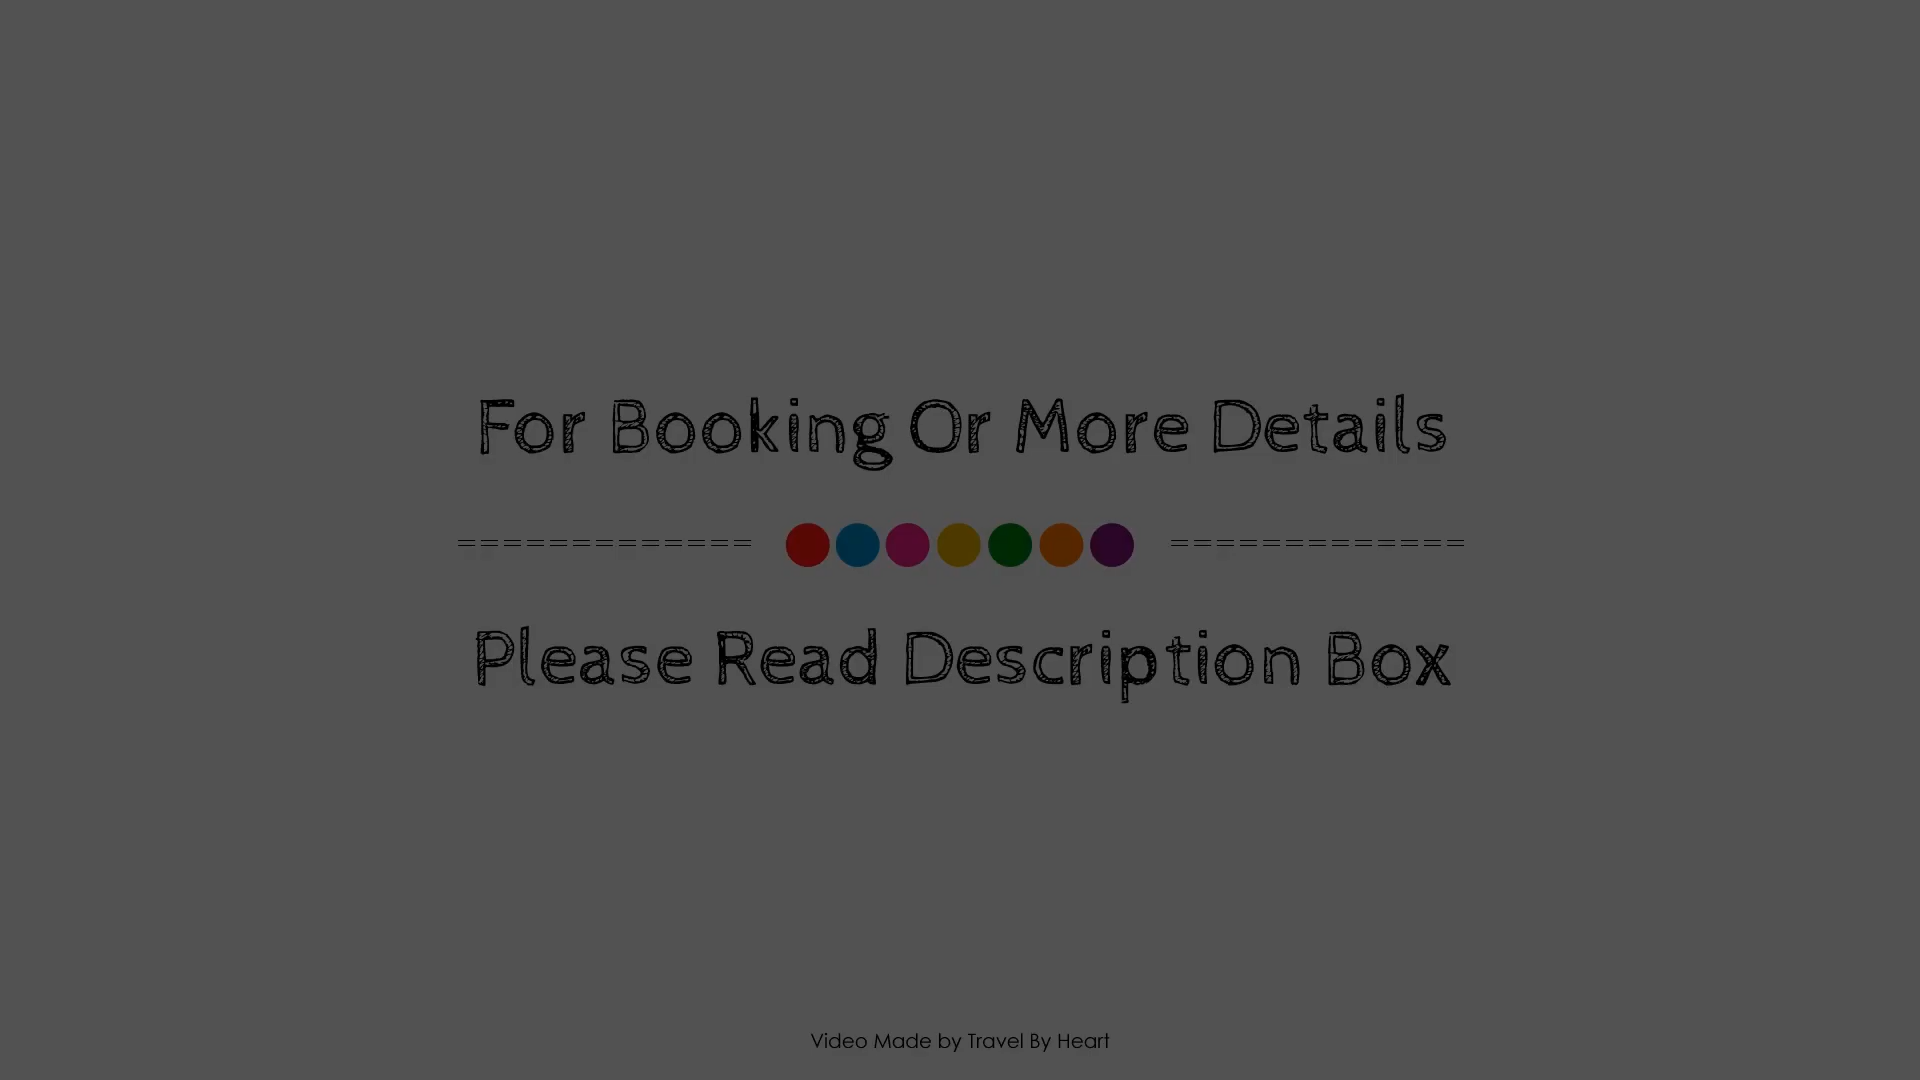 For Booking Or More Details
============= =============
Please Read Description Box
Video Made by Travel By Heart